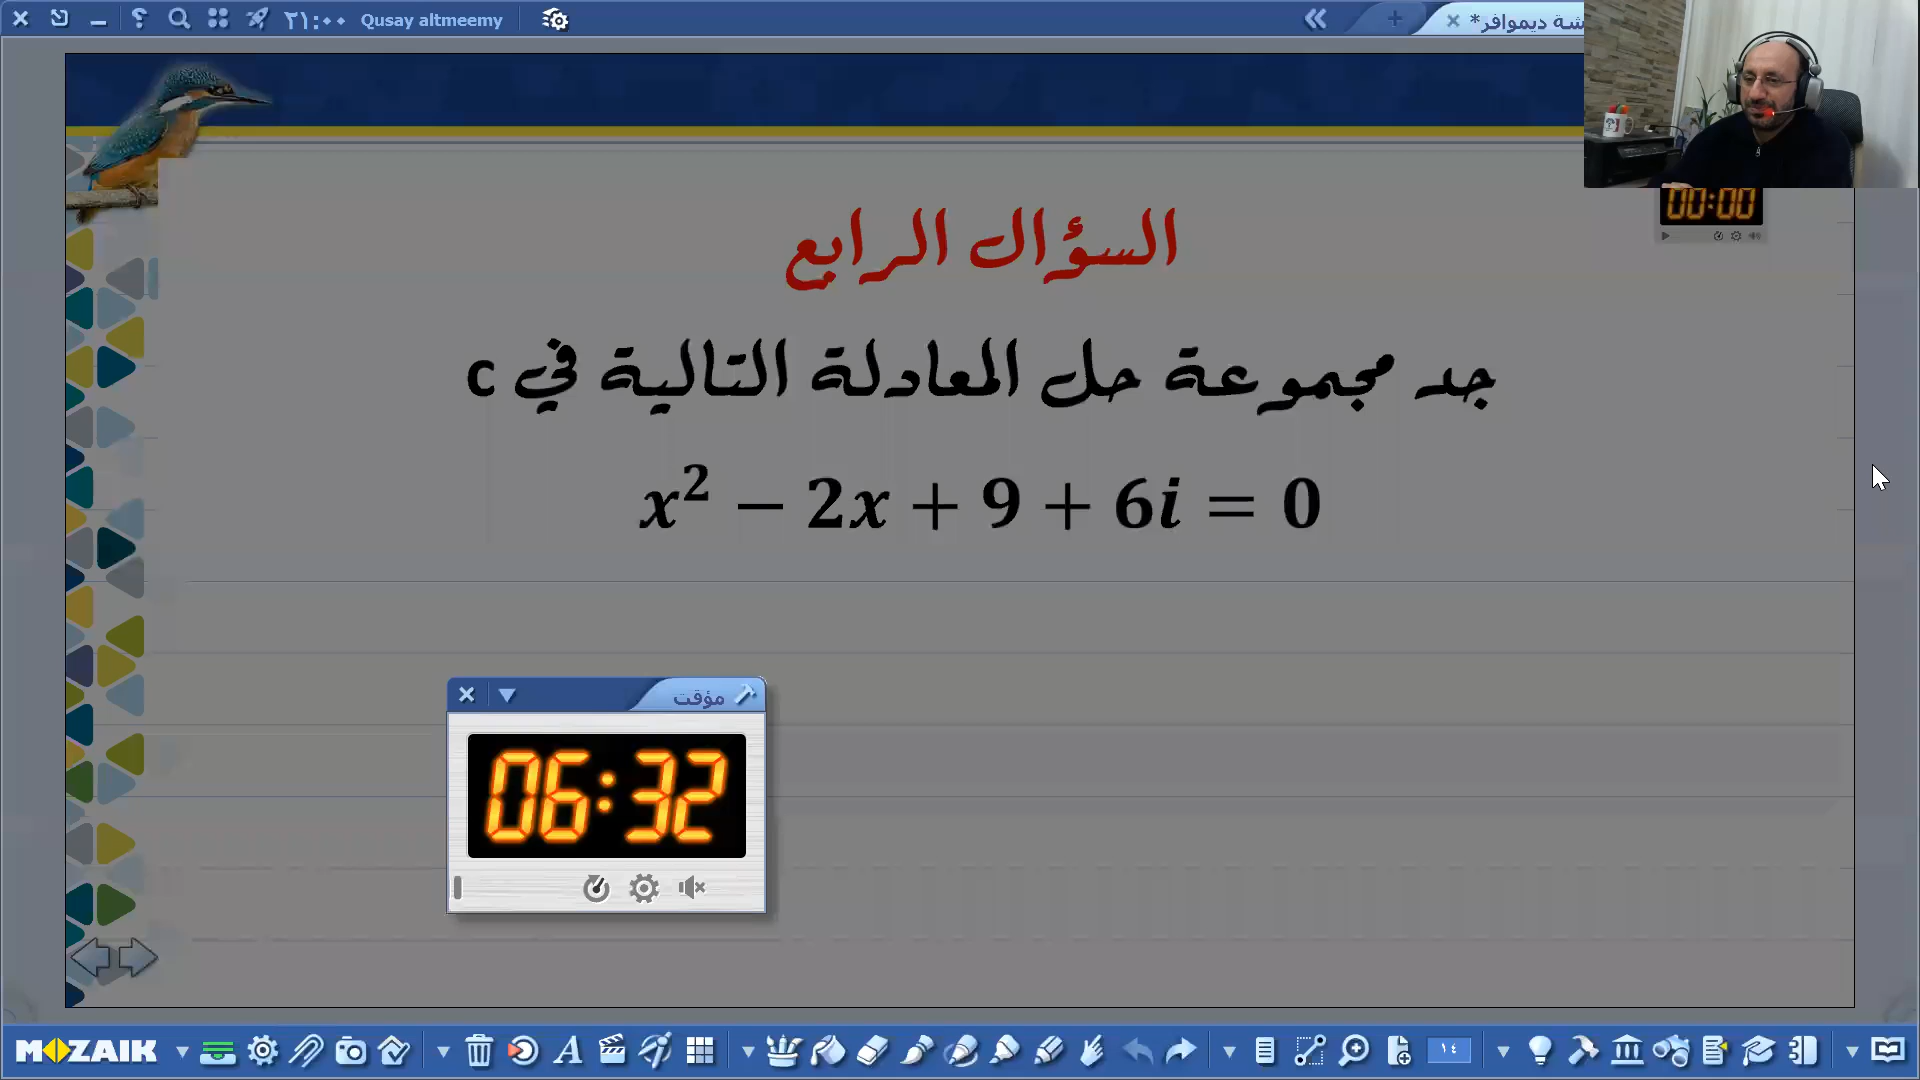 ٢١:٠٠ Qusay altmeemy
شة ديموافر*
00:00
السؤال الرابع
جد مجموعة حل المعادلة التالية في c
x² − 2x + 9 + 6i = 0
مؤقت
06:32
MOZAIK
A
١٤